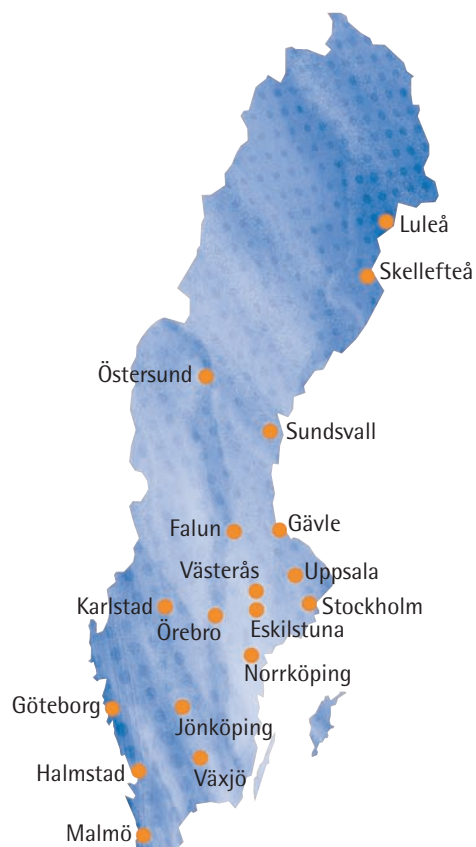 Luleå
Skellefteå
Östersund
Sundsvall
Falun
Gävle
Västerås
Uppsala
Karlstad
Stockholm
Örebro
Eskilstuna
Norrköping
Göteborg
Jönköping
Halmstad
Växjö
Malmö